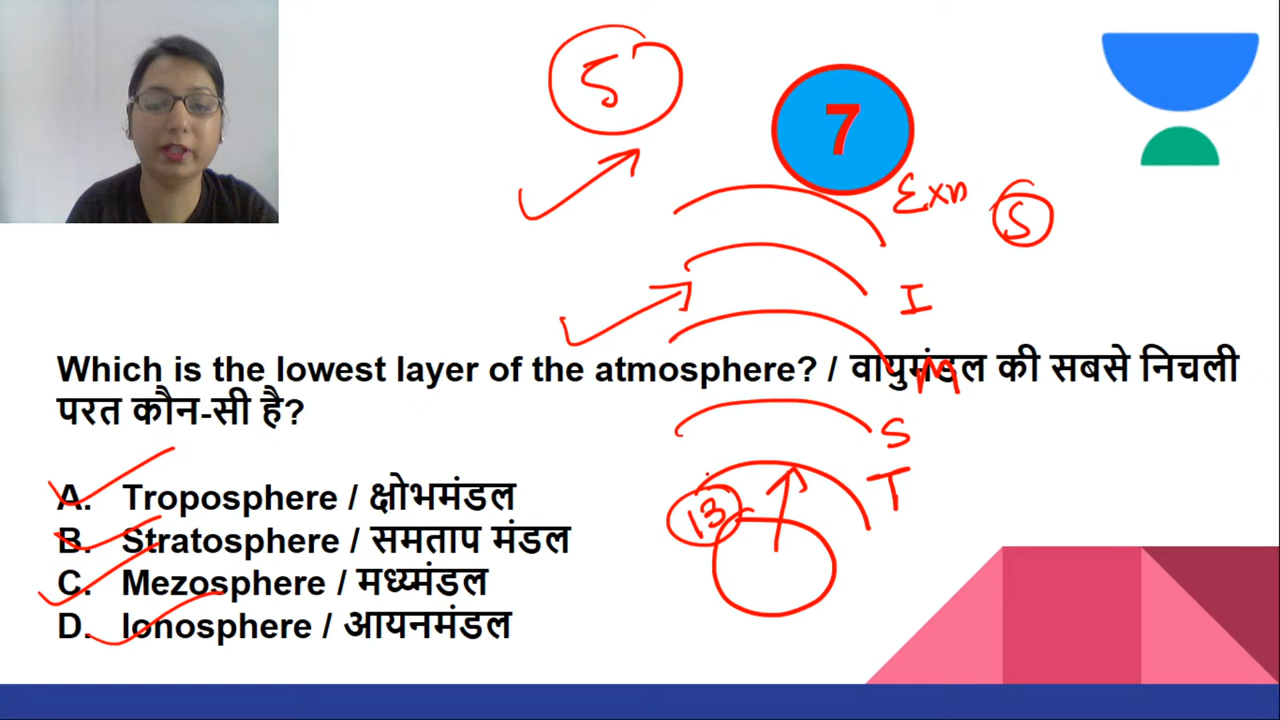 5
7
Exn S
I
M
Which is the lowest layer of the atmosphere? / वायुमंडल की सबसे निचली
परत कौन-सी है?
S
T
13
A. Troposphere / क्षोभमंडल
B. Stratosphere / समताप मंडल
C. Mezosphere / मध्य्मंडल
D. Ionosphere / आयनमंडल